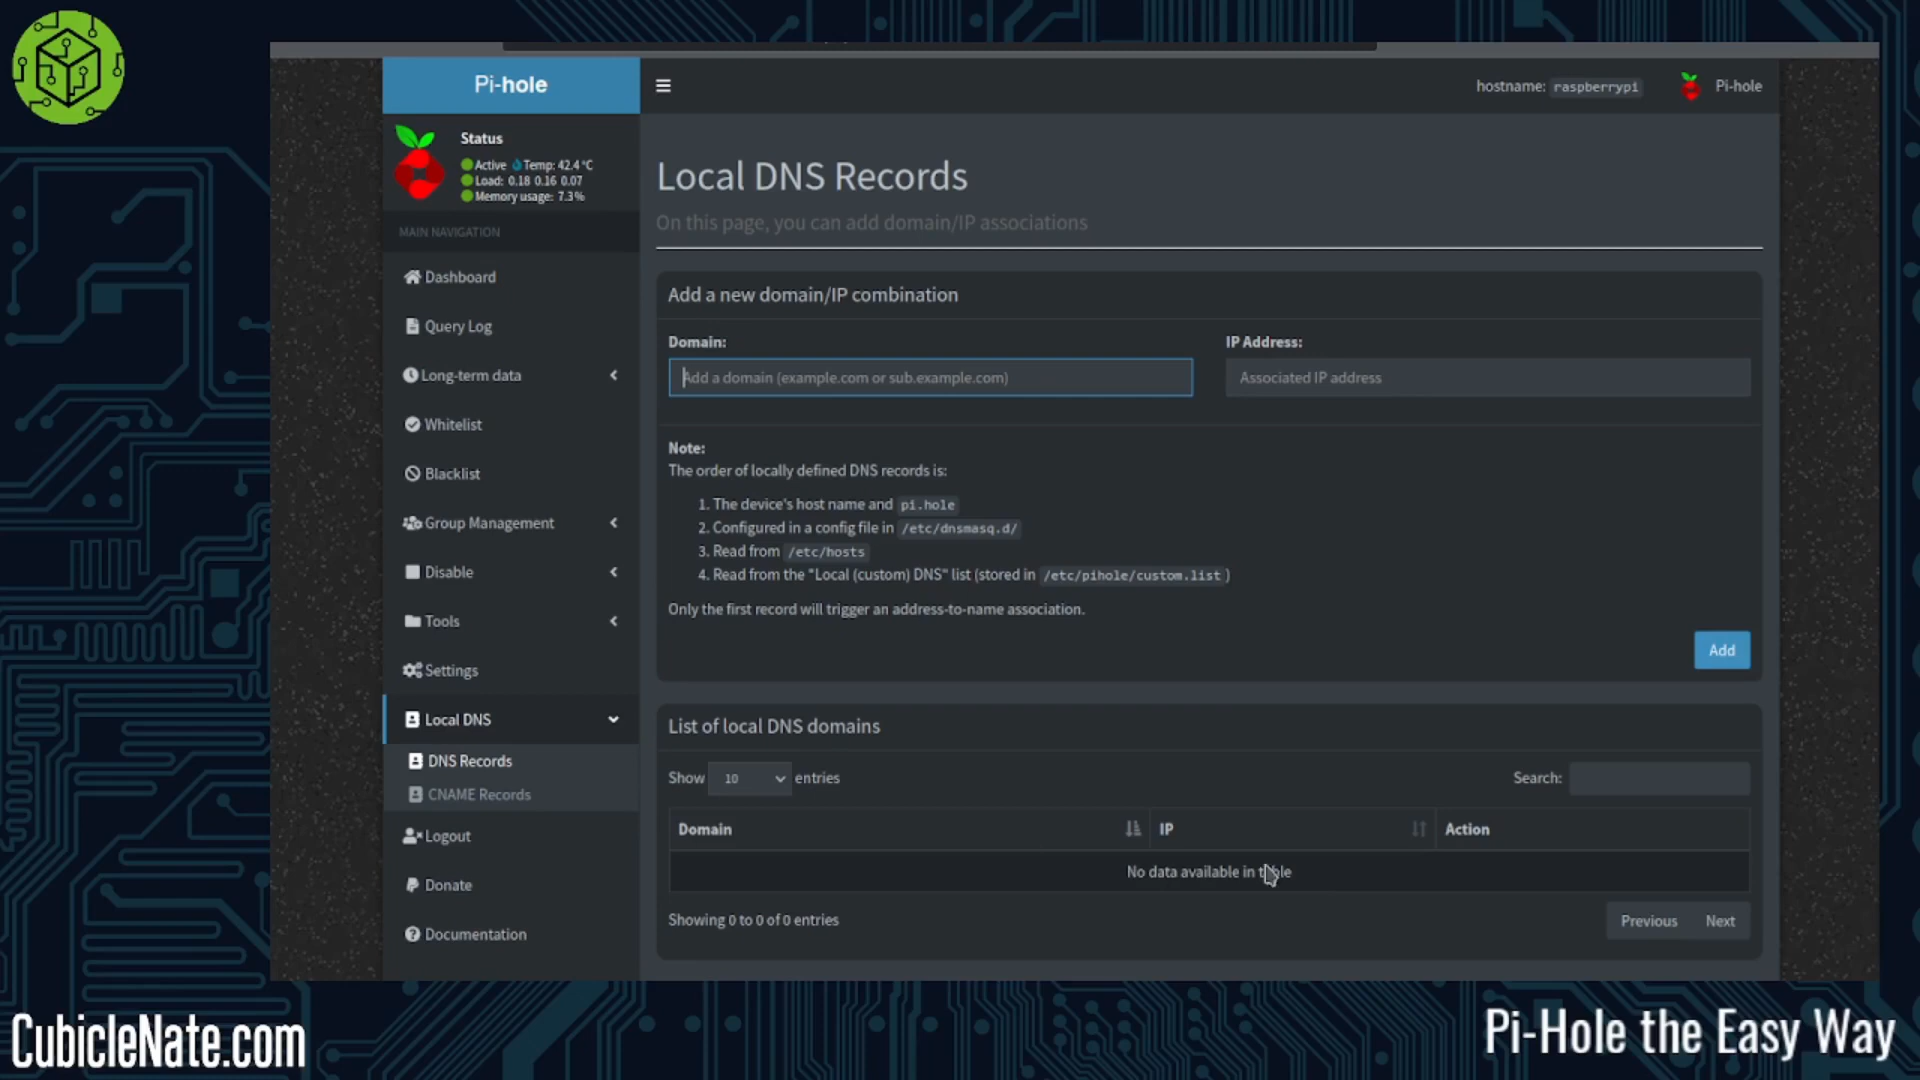 Pi-hole
hostname: raspberrypi
Pi-hole
Status
Active Temp: 42.4 °C
Load: 0.18 0.16 0.07
Memory usage: 7.3 %
MAIN NAVIGATION
Dashboard
Query Log
Long-term data
Whitelist
Blacklist
Group Management
Disable
Tools
Settings
Local DNS
DNS Records
CNAME Records
Logout
Donate
Documentation
Local DNS Records
On this page, you can add domain/IP associations
Add a new domain/IP combination
Domain:
IP Address:
Add a domain (example.com or sub.example.com)
Associated IP address
Note:
The order of locally defined DNS records is:
1. The device's host name and pi.hole
2. Configured in a config file in /etc/dnsmasq.d/
3. Read from /etc/hosts
4. Read from the "Local (custom) DNS" list (stored in /etc/pihole/custom.list )
Only the first record will trigger an address-to-name association.
Add
List of local DNS domains
Show 10 entries
Search:
Domain IP Action
No data available in table
Showing 0 to 0 of 0 entries
Previous Next
CubicleNate.com
Pi-Hole the Easy Way